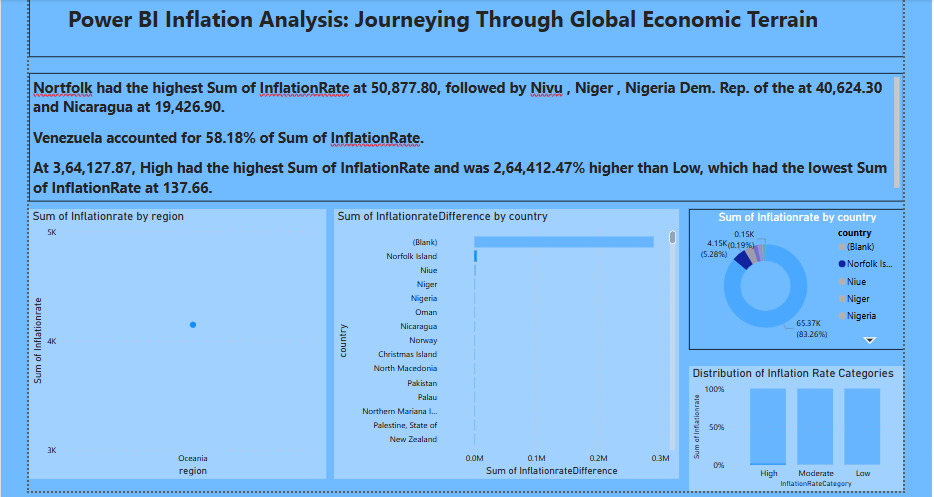 Power BI Inflation Analysis: Journeying Through Global Economic Terrain
Nortfolk had the highest Sum of InflationRate at 50,877.80, followed by Nivu , Niger , Nigeria Dem. Rep. of the at 40,624.30
and Nicaragua at 19,426.90.
Venezuela accounted for 58.18% of Sum of InflationRate.
At 3,64,127.87, High had the highest Sum of InflationRate and was 2,64,412.47% higher than Low, which had the lowest Sum
of InflationRate at 137.66.
Sum of Inflationrate by region
5K
4K
3K
Sum of Inflationrate
Oceania
region
Sum of InflationrateDifference by country
country
(Blank)
Norfolk Island
Niue
Niger
Nigeria
Oman
Nicaragua
Norway
Christmas Island
North Macedonia
Pakistan
Palau
Northern Mariana I...
Palestine, State of
New Zealand
0.0M 0.1M 0.2M 0.3M
Sum of InflationrateDifference
Sum of Inflationrate by country
0.15K
(0.19%)
4.15K
(5.28%)
65.37K
(83.26%)
country
(Blank)
Norfolk Is...
Niue
Niger
Nigeria
Distribution of Inflation Rate Categories
Sum of Inflationrate
100%
50%
0%
High Moderate Low
InflationRateCategory